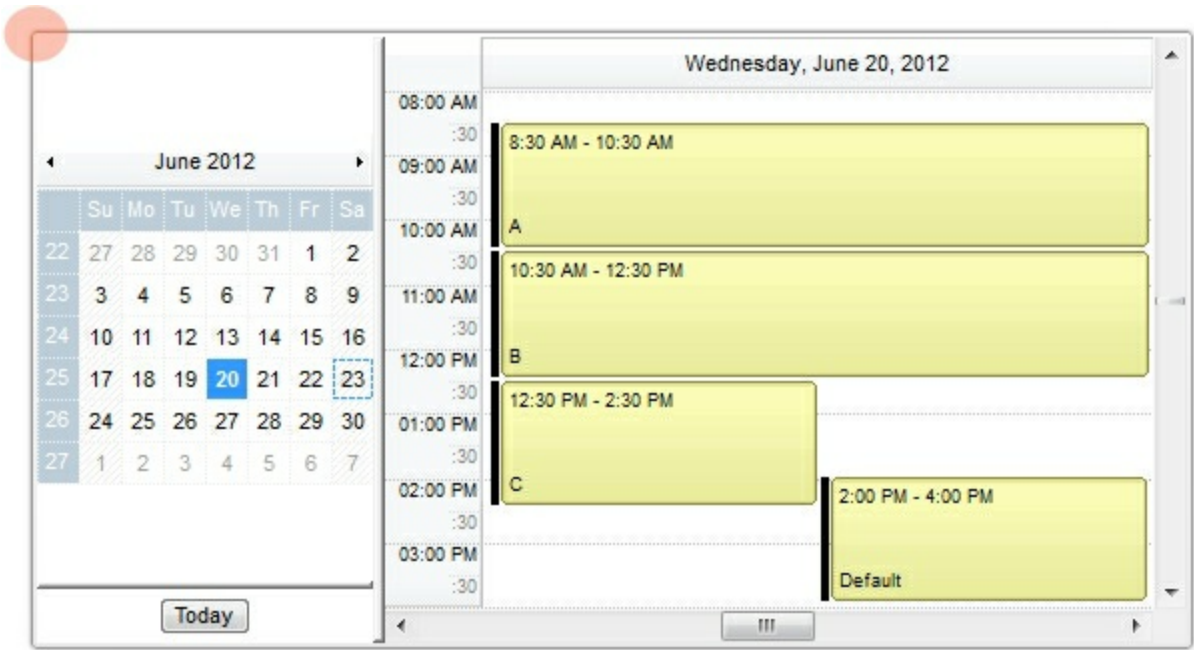 June 2012
Su Mo Tu We Th Fr Sa
22 27 28 29 30 31 1 2
23 3 4 5 6 7 8 9
24 10 11 12 13 14 15 16
25 17 18 19 20 21 22 23
26 24 25 26 27 28 29 30
27 1 2 3 4 5 6 7
Today
Wednesday, June 20, 2012
08:00 AM
:30
09:00 AM
:30
10:00 AM
:30
11:00 AM
:30
12:00 PM
:30
01:00 PM
:30
02:00 PM
:30
03:00 PM
:30
8:30 AM - 10:30 AM
A
10:30 AM - 12:30 PM
B
12:30 PM - 2:30 PM
C
2:00 PM - 4:00 PM
Default